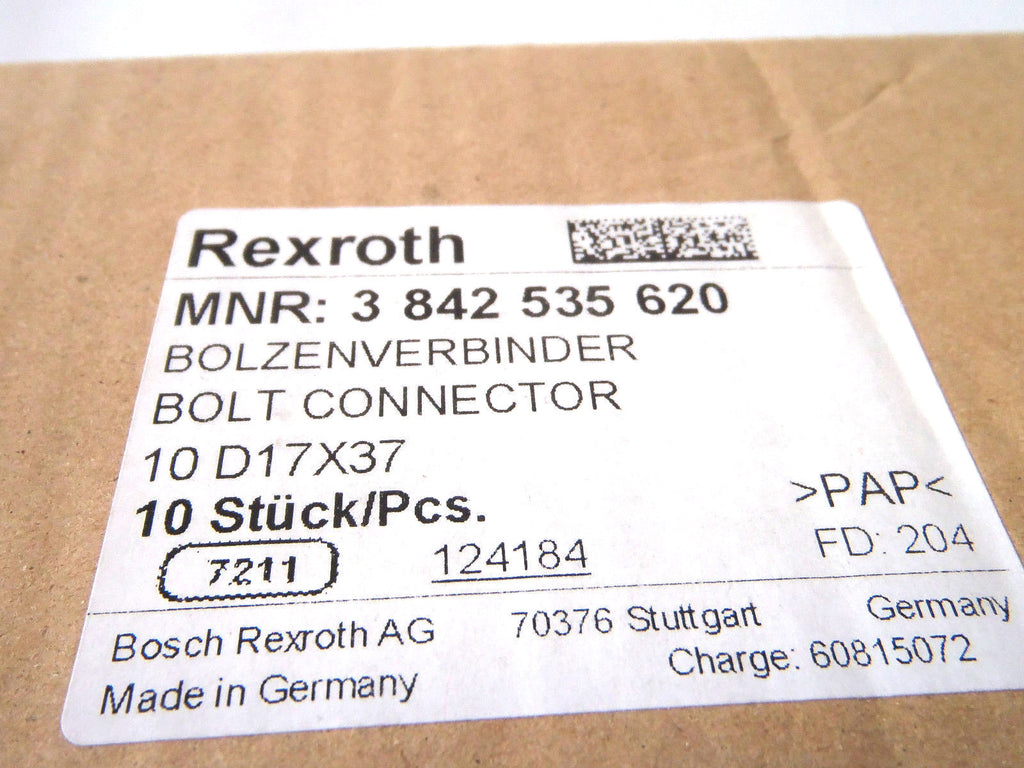 Rexroth
MNR: 3 842 535 620
BOLZENVERBINDER
BOLT CONNECTOR
10 D17X37
10 Stück/Pcs.
>PAP<
7211 124184 FD: 204
Bosch Rexroth AG 70376 Stuttgart Germany
Made in Germany Charge: 60815072